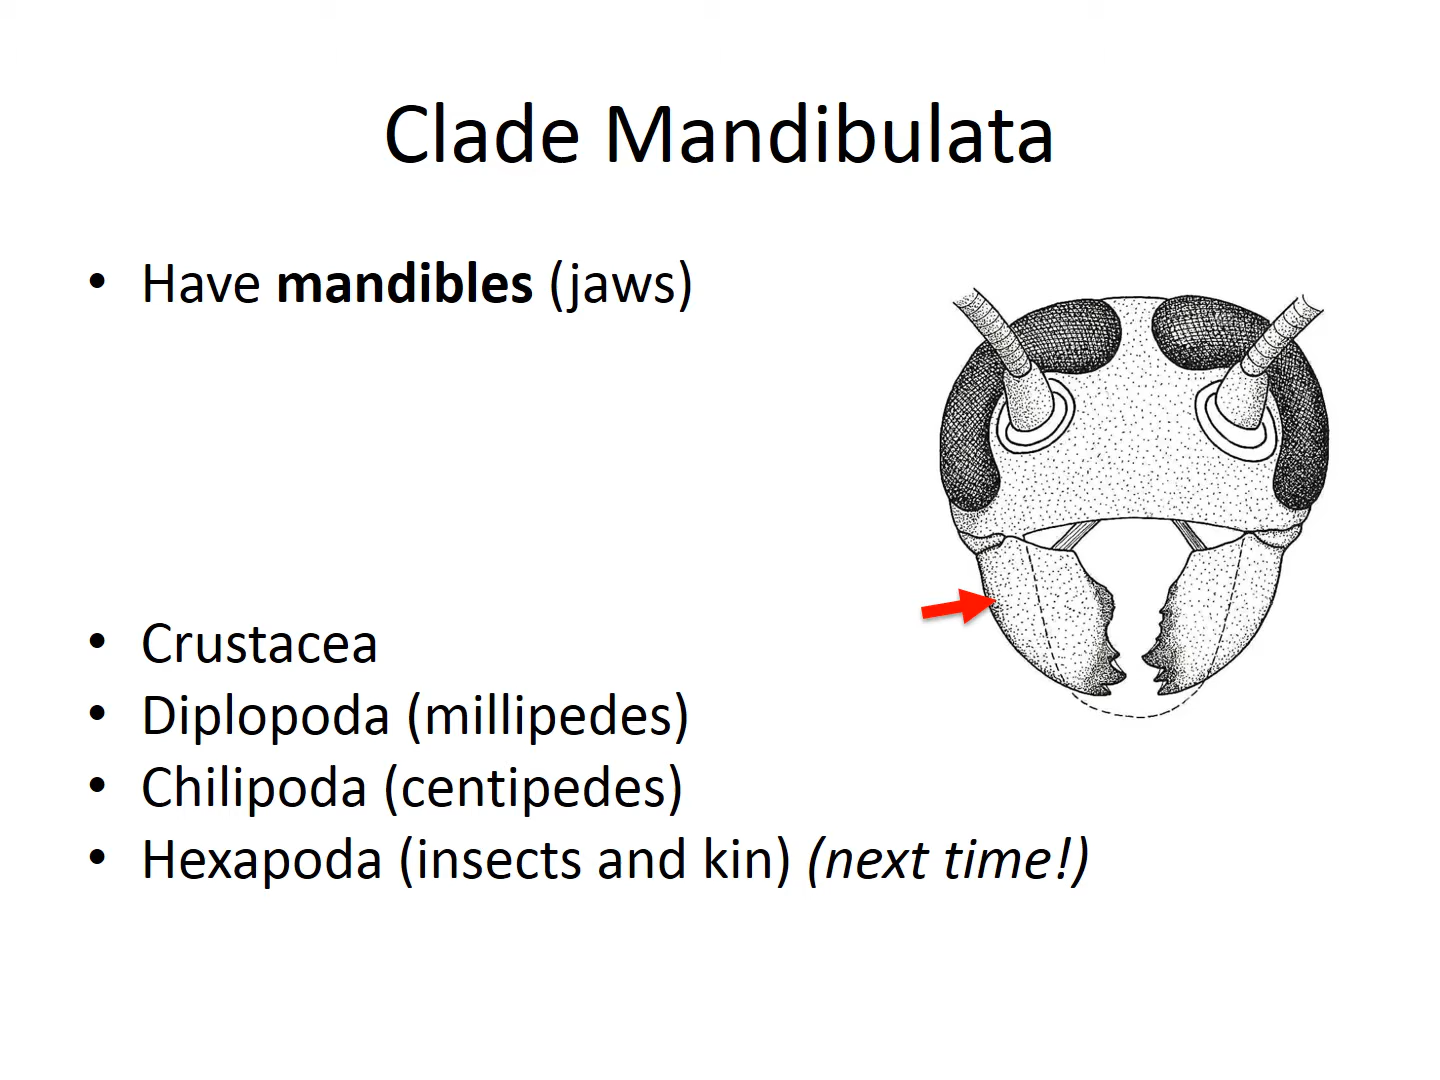 Clade Mandibulata
• Have mandibles (jaws)
• Crustacea
• Diplopoda (millipedes)
• Chilipoda (centipedes)
• Hexapoda (insects and kin) (next time!)